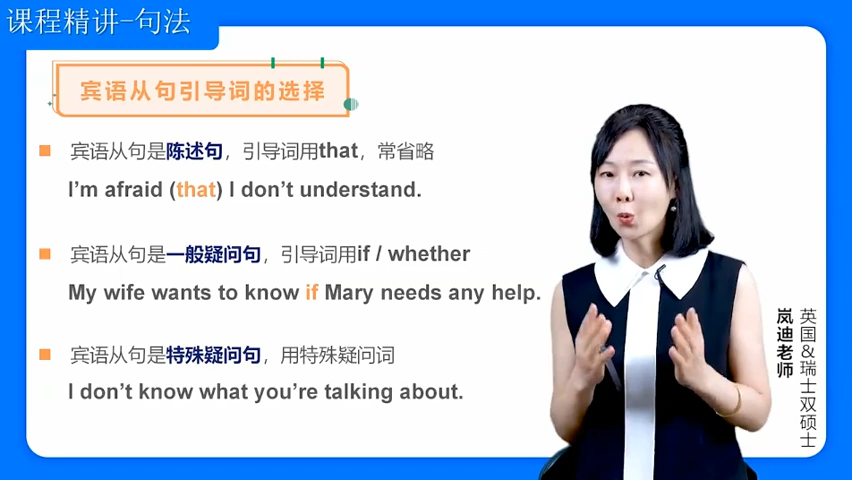 课程精讲-句法
宾语从句引导词的选择
宾语从句是陈述句，引导词用that，常省略
I'm afraid (that) I don't understand.
宾语从句是一般疑问句，引导词用if / whether
My wife wants to know if Mary needs any help.
宾语从句是特殊疑问句，用特殊疑问词
I don't know what you're talking about.
英国&瑞士双硕士
岚迪老师